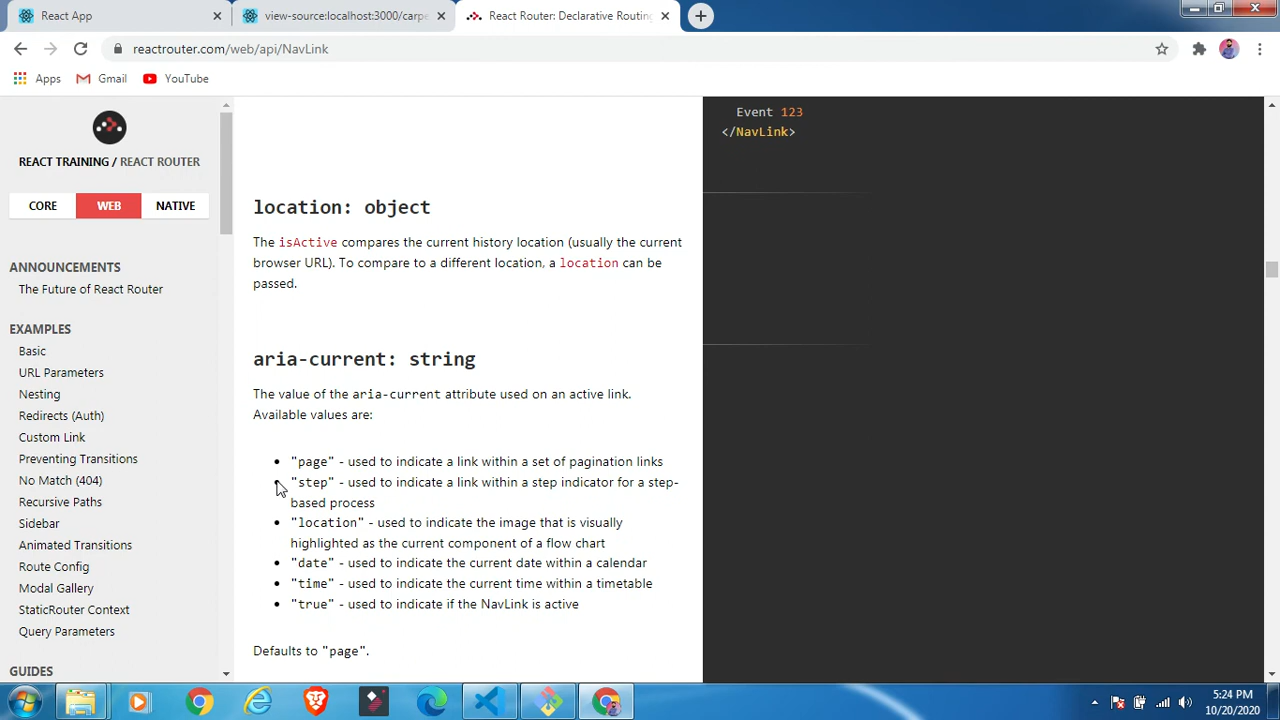 React App
view-source:localhost:3000/carpe
React Router: Declarative Routing
reactrouter.com/web/api/NavLink
Apps
Gmail
YouTube
REACT TRAINING / REACT ROUTER
CORE
WEB
NATIVE
ANNOUNCEMENTS
The Future of React Router
EXAMPLES
Basic
URL Parameters
Nesting
Redirects (Auth)
Custom Link
Preventing Transitions
No Match (404)
Recursive Paths
Sidebar
Animated Transitions
Route Config
Modal Gallery
StaticRouter Context
Query Parameters
GUIDES
location: object
The isActive compares the current history location (usually the current
browser URL). To compare to a different location, a location can be
passed.
aria-current: string
The value of the aria-current attribute used on an active link.
Available values are:
"page" - used to indicate a link within a set of pagination links
"step" - used to indicate a link within a step indicator for a step-
based process
"location" - used to indicate the image that is visually
highlighted as the current component of a flow chart
"date" - used to indicate the current date within a calendar
"time" - used to indicate the current time within a timetable
"true" - used to indicate if the NavLink is active
Defaults to "page".
Event 123
</NavLink>
5:24 PM
10/20/2020